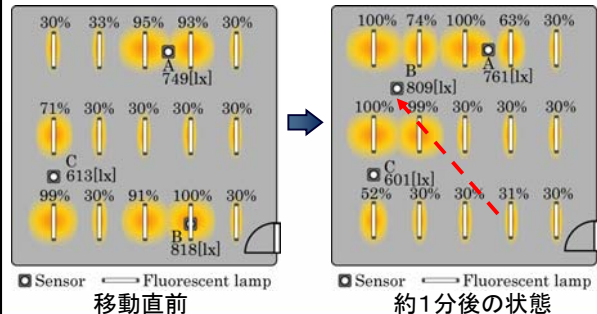 30% 33% 95% 93% 30%
A
749[lx]
71% 30% 30% 30% 30%
C
613[lx]
99% 30% 91% 100% 30%
B
818[lx]
Sensor Fluorescent lamp
移動直前
100% 74% 100% 63% 30%
A
761[lx]
B
809[lx]
100% 99% 30% 30% 30%
C
601[lx]
52% 30% 30% 31% 30%
Sensor Fluorescent lamp
約1分後の状態